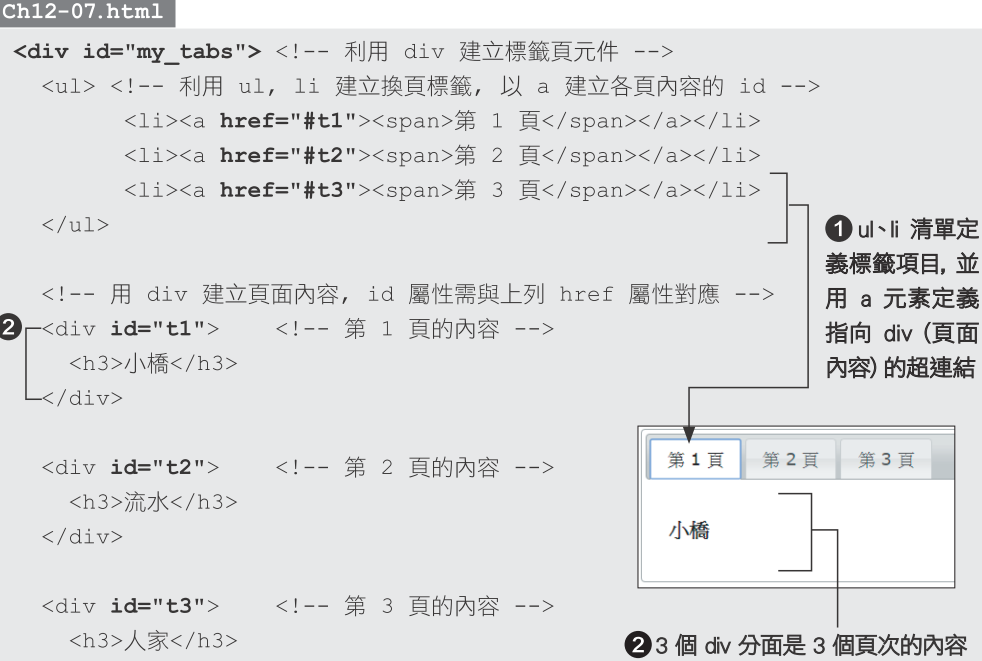 Ch12-07.html
<div id="my_tabs"> <!-- 利用 div 建立標籤頁元件 -->
<ul> <!-- 利用 ul, li 建立換頁標籤, 以 a 建立各頁內容的 id -->
<li><a href="#t1"><span>第 1 頁</span></a></li>
<li><a href="#t2"><span>第 2 頁</span></a></li>
<li><a href="#t3"><span>第 3 頁</span></a></li>
</ul>
❶ ul、li 清單定
義標籤項目, 並
用 a 元素定義
指向 div (頁面
內容) 的超連結
<!-- 用 div 建立頁面內容, id 屬性需與上列 href 屬性對應 -->
❷ <div id="t1"> <!-- 第 1 頁的內容 -->
<h3>小橋</h3>
</div>
<div id="t2"> <!-- 第 2 頁的內容 -->
<h3>流水</h3>
</div>
<div id="t3"> <!-- 第 3 頁的內容 -->
<h3>人家</h3>
第 1 頁 第 2 頁 第 3 頁
小橋
❷ 3 個 div 分面是 3 個頁次的內容